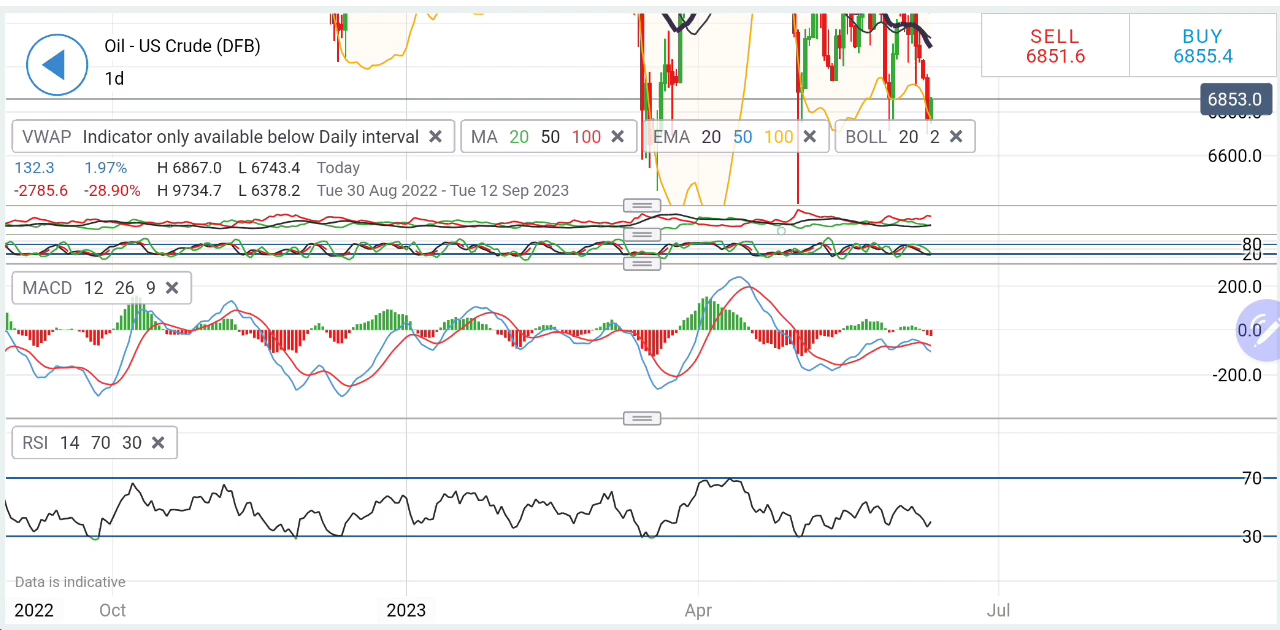 Oil - US Crude (DFB)
1d
SELL
6851.6
BUY
6855.4
6853.0
VWAP Indicator only available below Daily interval
MA 20 50 100
EMA 20 50 100
BOLL 20 2
6600.0
132.3 1.97% H 6867.0 L 6743.4 Today
-2785.6 -28.90% H 9734.7 L 6378.2 Tue 30 Aug 2022 - Tue 12 Sep 2023
80
20
MACD 12 26 9
200.0
0.0
-200.0
RSI 14 70 30
70
30
Data is indicative
2022 Oct 2023 Apr Jul